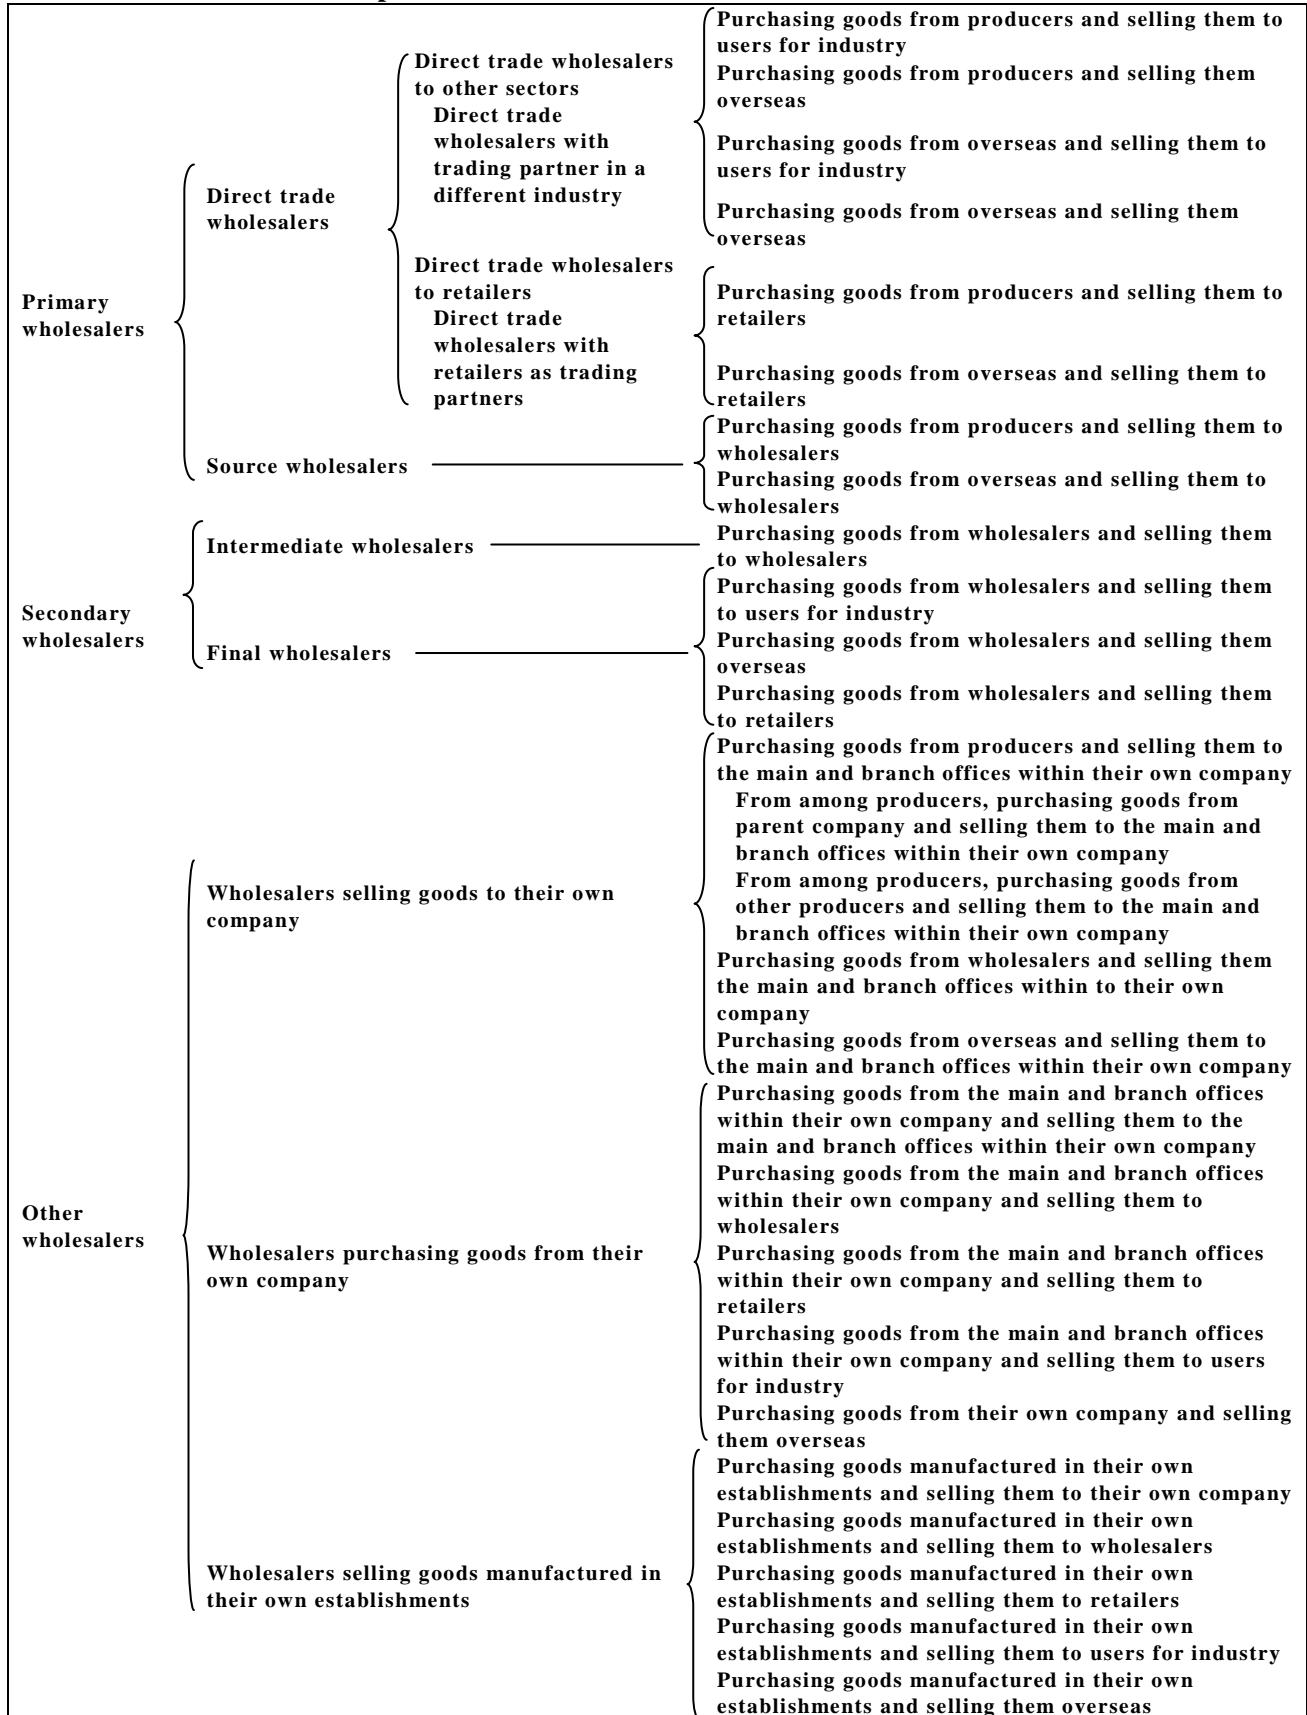 Purchasing goods from producers and selling them to
users for industry
Direct trade wholesalers
to other sectors
Direct trade
wholesalers with
trading partner in a
different industry
Purchasing goods from producers and selling them
overseas
Purchasing goods from overseas and selling them to
users for industry
Purchasing goods from overseas and selling them
overseas
Direct trade
wholesalers
Direct trade wholesalers
to retailers
Direct trade
wholesalers with
retailers as trading
partners
Purchasing goods from producers and selling them to
retailers
Purchasing goods from overseas and selling them to
retailers
Primary
wholesalers
Source wholesalers
Purchasing goods from producers and selling them to
wholesalers
Purchasing goods from overseas and selling them to
wholesalers
Secondary
wholesalers
Intermediate wholesalers
Purchasing goods from wholesalers and selling them
to wholesalers
Final wholesalers
Purchasing goods from wholesalers and selling them
to users for industry
Purchasing goods from wholesalers and selling them
overseas
Purchasing goods from wholesalers and selling them
to retailers
Other
wholesalers
Wholesalers selling goods to their own
company
Purchasing goods from producers and selling them to
the main and branch offices within their own company
From among producers, purchasing goods from
parent company and selling them to the main and
branch offices within their own company
From among producers, purchasing goods from
other producers and selling them to the main and
branch offices within their own company
Purchasing goods from wholesalers and selling them
the main and branch offices within to their own
company
Purchasing goods from overseas and selling them to
the main and branch offices within their own company
Wholesalers purchasing goods from their
own company
Purchasing goods from the main and branch offices
within their own company and selling them to the
main and branch offices within their own company
Purchasing goods from the main and branch offices
within their own company and selling them to
wholesalers
Purchasing goods from the main and branch offices
within their own company and selling them to
retailers
Purchasing goods from the main and branch offices
within their own company and selling them to users
for industry
Purchasing goods from their own company and selling
them overseas
Wholesalers selling goods manufactured in
their own establishments
Purchasing goods manufactured in their own
establishments and selling them to their own company
Purchasing goods manufactured in their own
establishments and selling them to wholesalers
Purchasing goods manufactured in their own
establishments and selling them to retailers
Purchasing goods manufactured in their own
establishments and selling them to users for industry
Purchasing goods manufactured in their own
establishments and selling them overseas